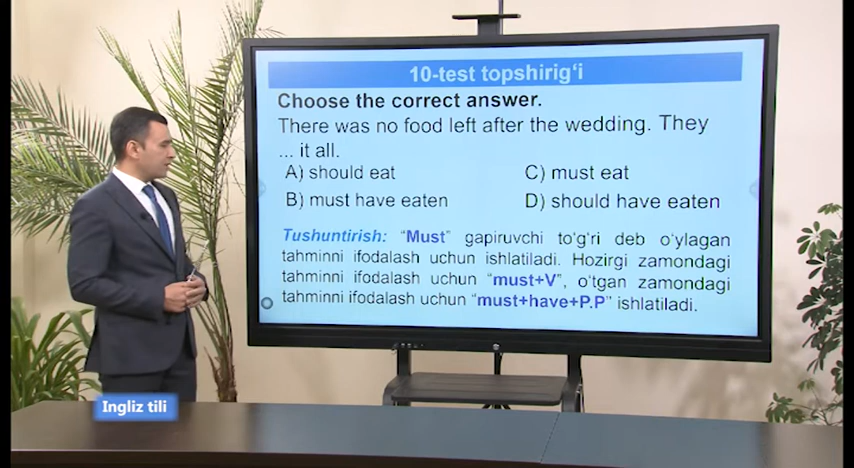 10-test topshirig‘i
Choose the correct answer.
There was no food left after the wedding. They
... it all.
A) should eat
C) must eat
B) must have eaten
D) should have eaten
Tushuntirish: “Must” gapiruvchi to‘g‘ri deb o‘ylagan
tahminni ifodalash uchun ishlatiladi. Hozirgi zamondagi
tahminni ifodalash uchun “must+V”, o‘tgan zamondagi
tahminni ifodalash uchun “must+have+P.P” ishlatiladi.
Ingliz tili